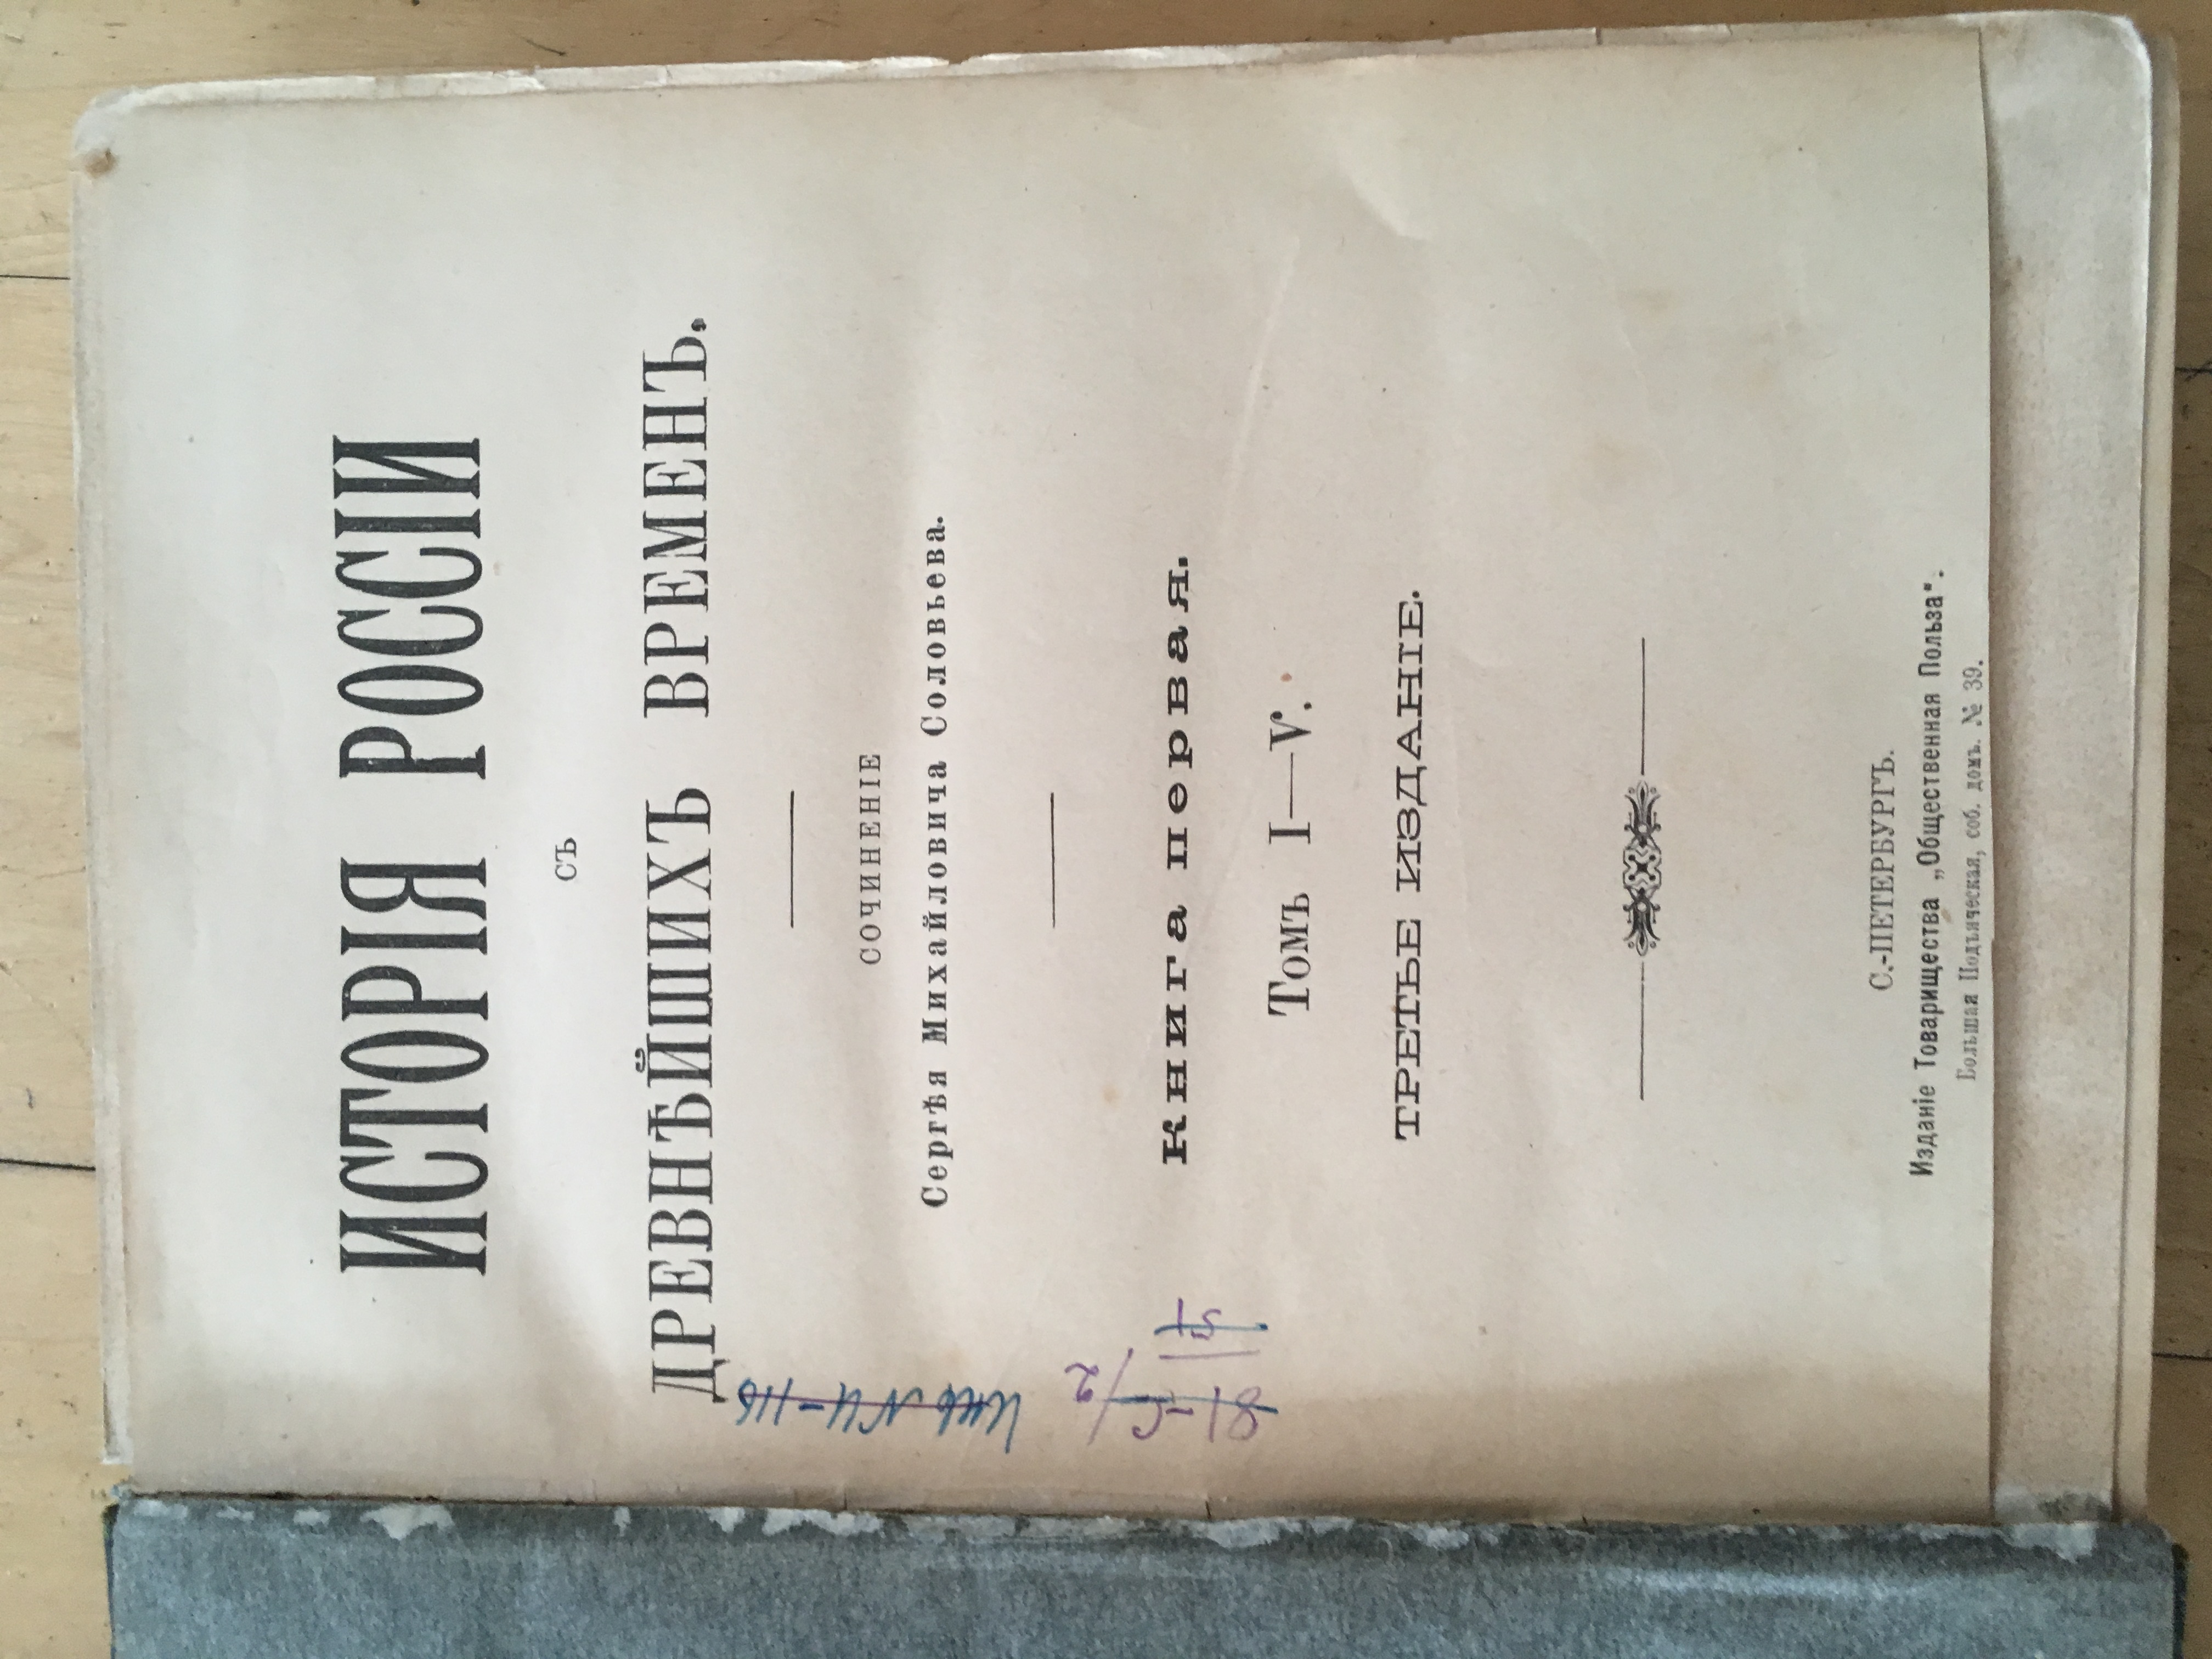 ИСТОРІЯ РОССІИ
СЪ
ДРЕВНѢЙШИХЪ ВРЕМЕНЪ.
СОЧИНЕНІЕ
Сергѣя Михайловича Соловьева.
Книга первая.
Томъ I—V.
ТРЕТЬЕ ИЗДАНІЕ.
С.-ПЕТЕРБУРГЪ.
Изданіе Товарищества „Общественная Польза“.
Большая Подъяческая, соб. домъ. № 39.